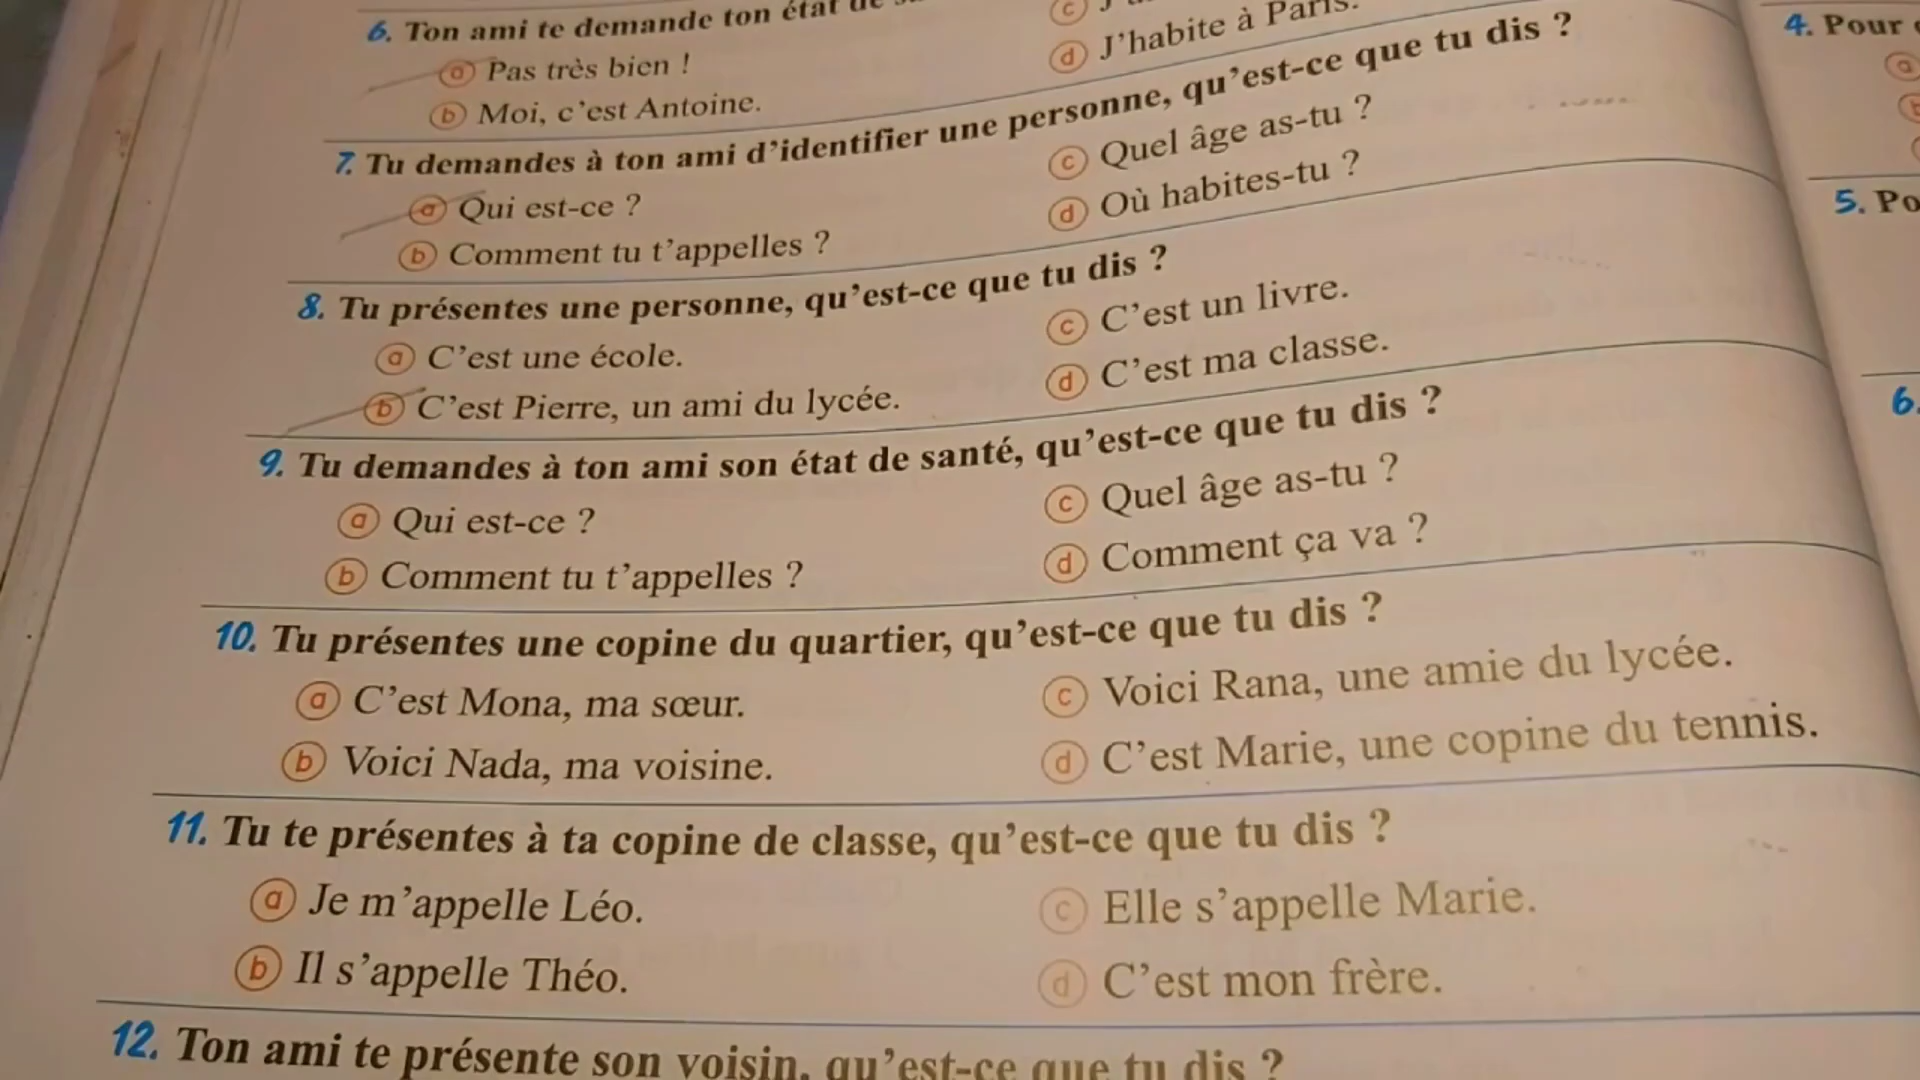 6. Ton ami te demande ton état de
ⓐ Pas très bien !
ⓑ Moi, c'est Antoine.
ⓒ
ⓓ J'habite à Paris.
7. Tu demandes à ton ami d'identifier une personne, qu'est-ce que tu dis ?
ⓐ Qui est-ce ?
ⓑ Comment tu t'appelles ?
ⓒ Quel âge as-tu ?
ⓓ Où habites-tu ?
8. Tu présentes une personne, qu'est-ce que tu dis ?
ⓐ C'est une école.
ⓑ C'est Pierre, un ami du lycée.
ⓒ C'est un livre.
ⓓ C'est ma classe.
9. Tu demandes à ton ami son état de santé, qu'est-ce que tu dis ?
ⓐ Qui est-ce ?
ⓑ Comment tu t'appelles ?
ⓒ Quel âge as-tu ?
ⓓ Comment ça va ?
10. Tu présentes une copine du quartier, qu'est-ce que tu dis ?
ⓐ C'est Mona, ma sœur.
ⓑ Voici Nada, ma voisine.
ⓒ Voici Rana, une amie du lycée.
ⓓ C'est Marie, une copine du tennis.
11. Tu te présentes à ta copine de classe, qu'est-ce que tu dis ?
ⓐ Je m'appelle Léo.
ⓑ Il s'appelle Théo.
ⓒ Elle s'appelle Marie.
ⓓ C'est mon frère.
12. Ton ami te présente son voisin, qu'est-ce que tu dis ?
4. Pour
ⓐ
5. Po
6.